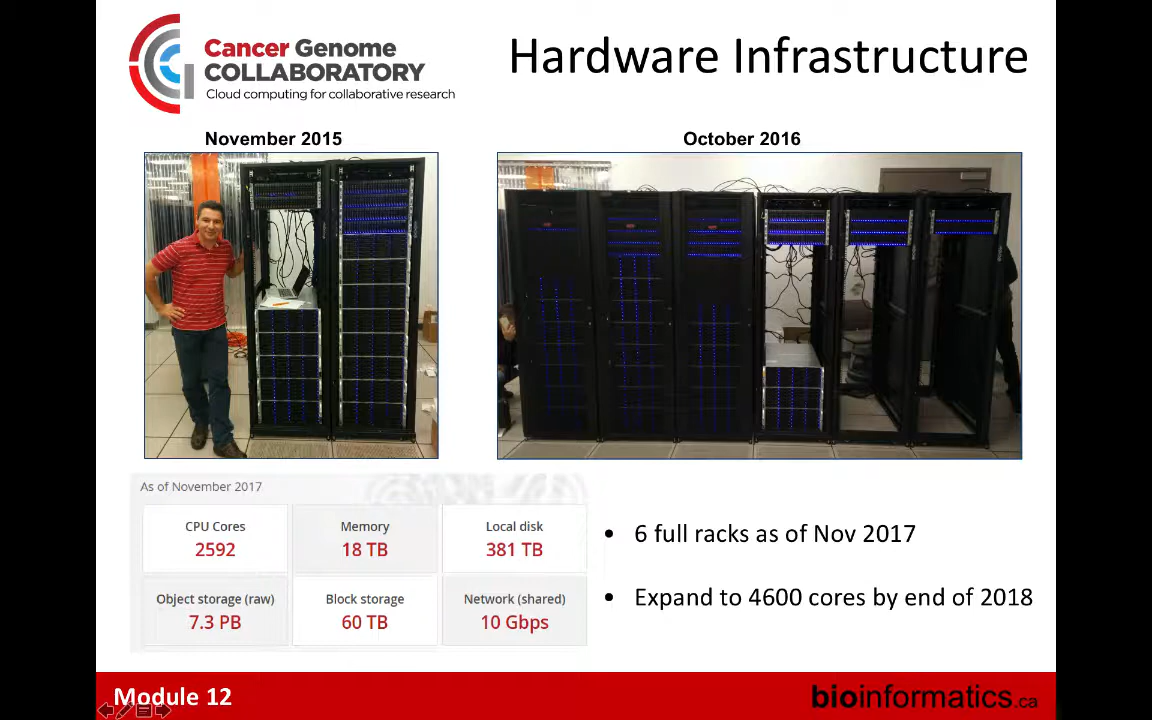 Cancer Genome
COLLABORATORY
Cloud computing for collaborative research
Hardware Infrastructure
November 2015
October 2016
As of November 2017
CPU Cores
2592
Memory
18 TB
Local disk
381 TB
Object storage (raw)
7.3 PB
Block storage
60 TB
Network (shared)
10 Gbps
• 6 full racks as of Nov 2017
• Expand to 4600 cores by end of 2018
Module 12
bioinformatics.ca